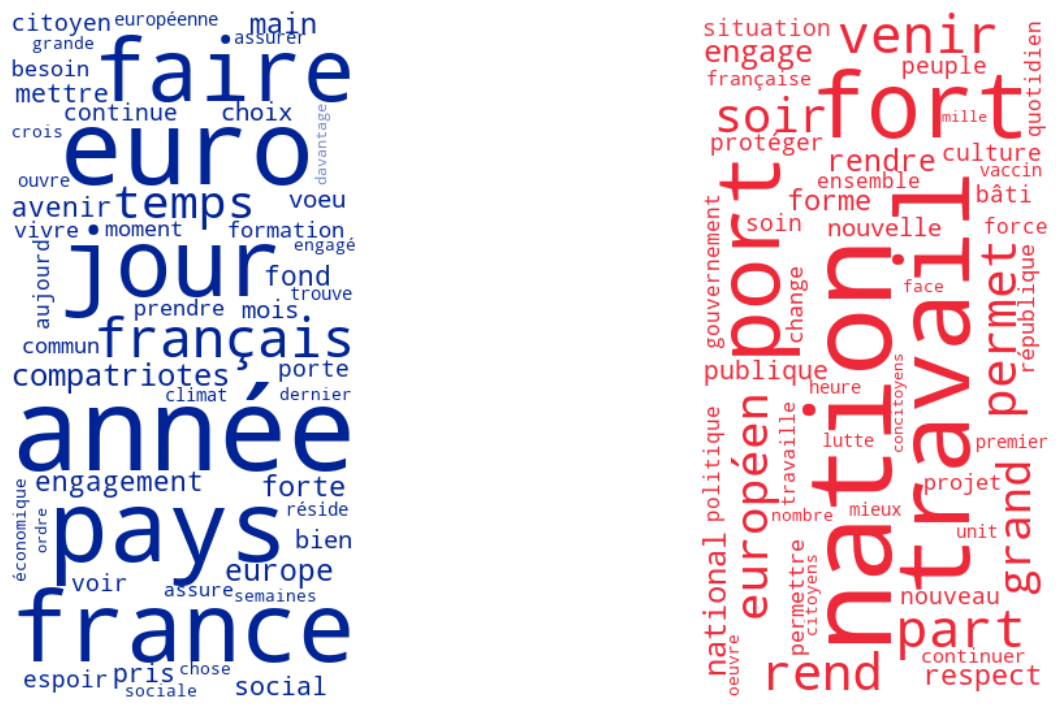 citoyen européenne main
grande assurer
faire
besoin
mettre
continue choix
crois
euro
davantage
ouvre
avenir temps voeu
vivre moment formation
engagé
aujourd
jour
fond
trouve
prendre mois
français
commun
compatriotes porte
climat dernier
année
engagement forte
économique
ordre
pays
réside
bien
europe
voir
assure semaines
france
espoir pris chose
sociale social
situation venir
engage
quotidien
peuple
française
soir fort
mille
protéger
rendre culture
vaccin
ensemble
port
forme bâti
soin nouvelle force
gouvernement
nation
travail
permet
république
change
face
publique
heure
concitoyens
politique
européen
travaille
lutte premier
grand
projet
nombre mieux
unit
national
permettre
citoyens
nouveau
part
oeuvre
rend
continuer
respect